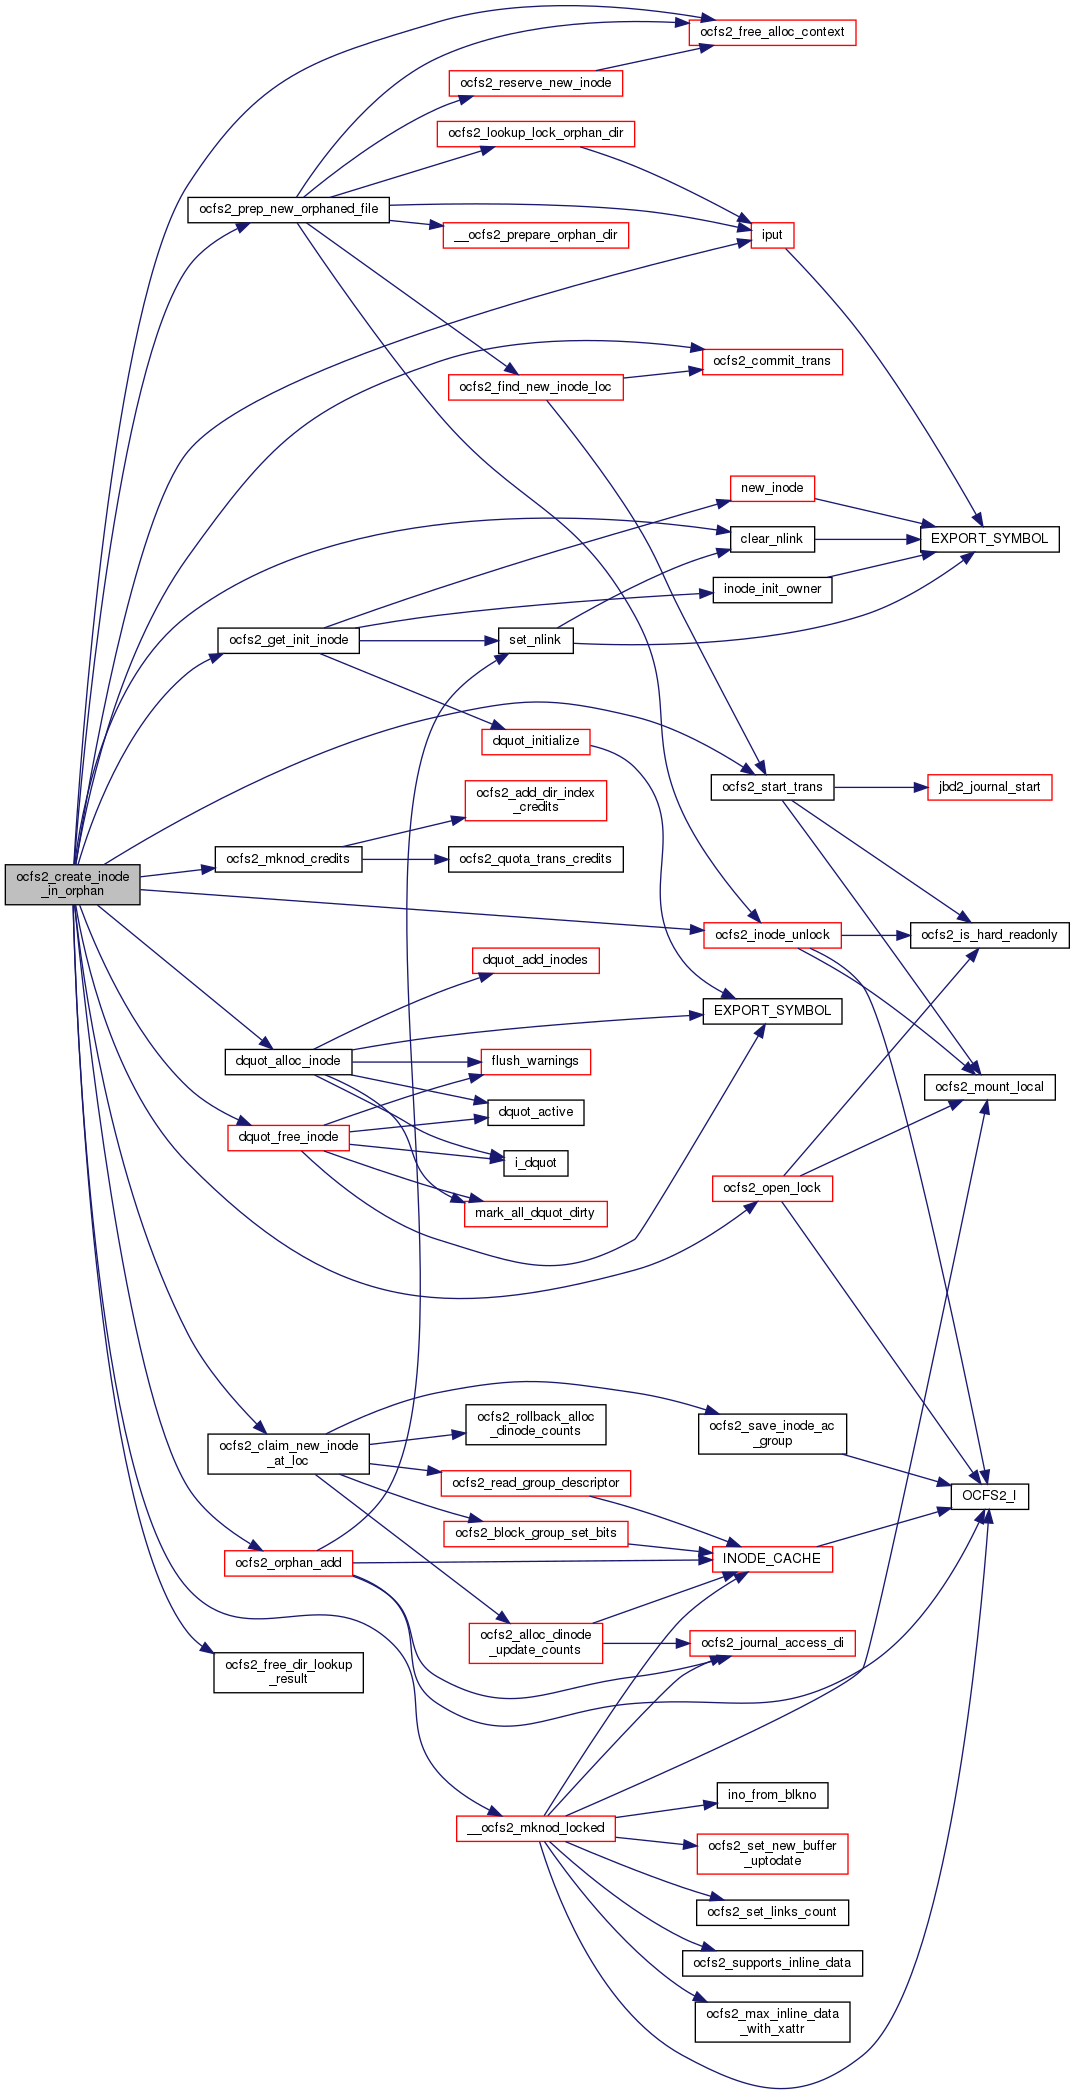 ocfs2_free_alloc_context
ocfs2_reserve_new_inode
ocfs2_lookup_lock_orphan_dir
ocfs2_prep_new_orphaned_file
__ocfs2_prepare_orphan_dir
iput
ocfs2_commit_trans
ocfs2_find_new_inode_loc
new_inode
clear_nlink
EXPORT_SYMBOL
inode_init_owner
ocfs2_get_init_inode
set_nlink
dquot_initialize
ocfs2_start_trans
jbd2_journal_start
ocfs2_add_dir_index
_credits
ocfs2_mknod_credits
ocfs2_quota_trans_credits
ocfs2_create_inode
_in_orphan
ocfs2_inode_unlock
ocfs2_is_hard_readonly
dquot_add_inodes
EXPORT_SYMBOL
dquot_alloc_inode
flush_warnings
ocfs2_mount_local
dquot_active
dquot_free_inode
i_dquot
ocfs2_open_lock
mark_all_dquot_dirty
ocfs2_rollback_alloc
_dinode_counts
ocfs2_save_inode_ac
_group
ocfs2_claim_new_inode
_at_loc
ocfs2_read_group_descriptor
OCFS2_I
ocfs2_block_group_set_bits
ocfs2_orphan_add
INODE_CACHE
ocfs2_alloc_dinode
_update_counts
ocfs2_journal_access_di
ocfs2_free_dir_lookup
_result
ino_from_blkno
__ocfs2_mknod_locked
ocfs2_set_new_buffer
_uptodate
ocfs2_set_links_count
ocfs2_supports_inline_data
ocfs2_max_inline_data
_with_xattr